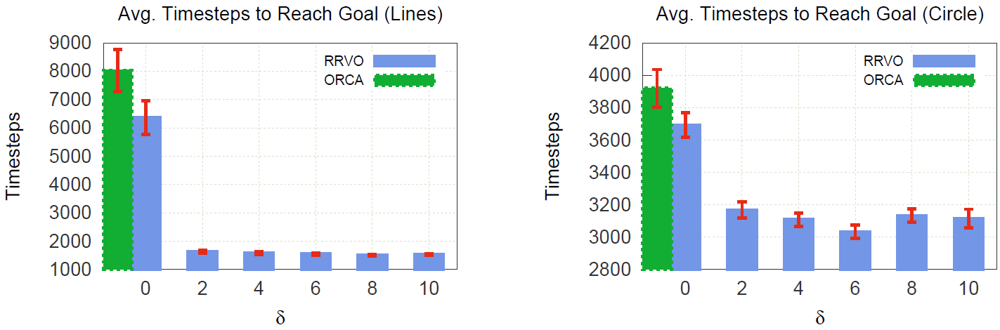 Avg. Timesteps to Reach Goal (Lines)
9000
8000
7000
6000
5000
4000
3000
2000
1000
Timesteps
RRVO
ORCA
0 2 4 6 8 10
δ
Avg. Timesteps to Reach Goal (Circle)
4200
4000
3800
3600
3400
3200
3000
2800
Timesteps
RRVO
ORCA
0 2 4 6 8 10
δ